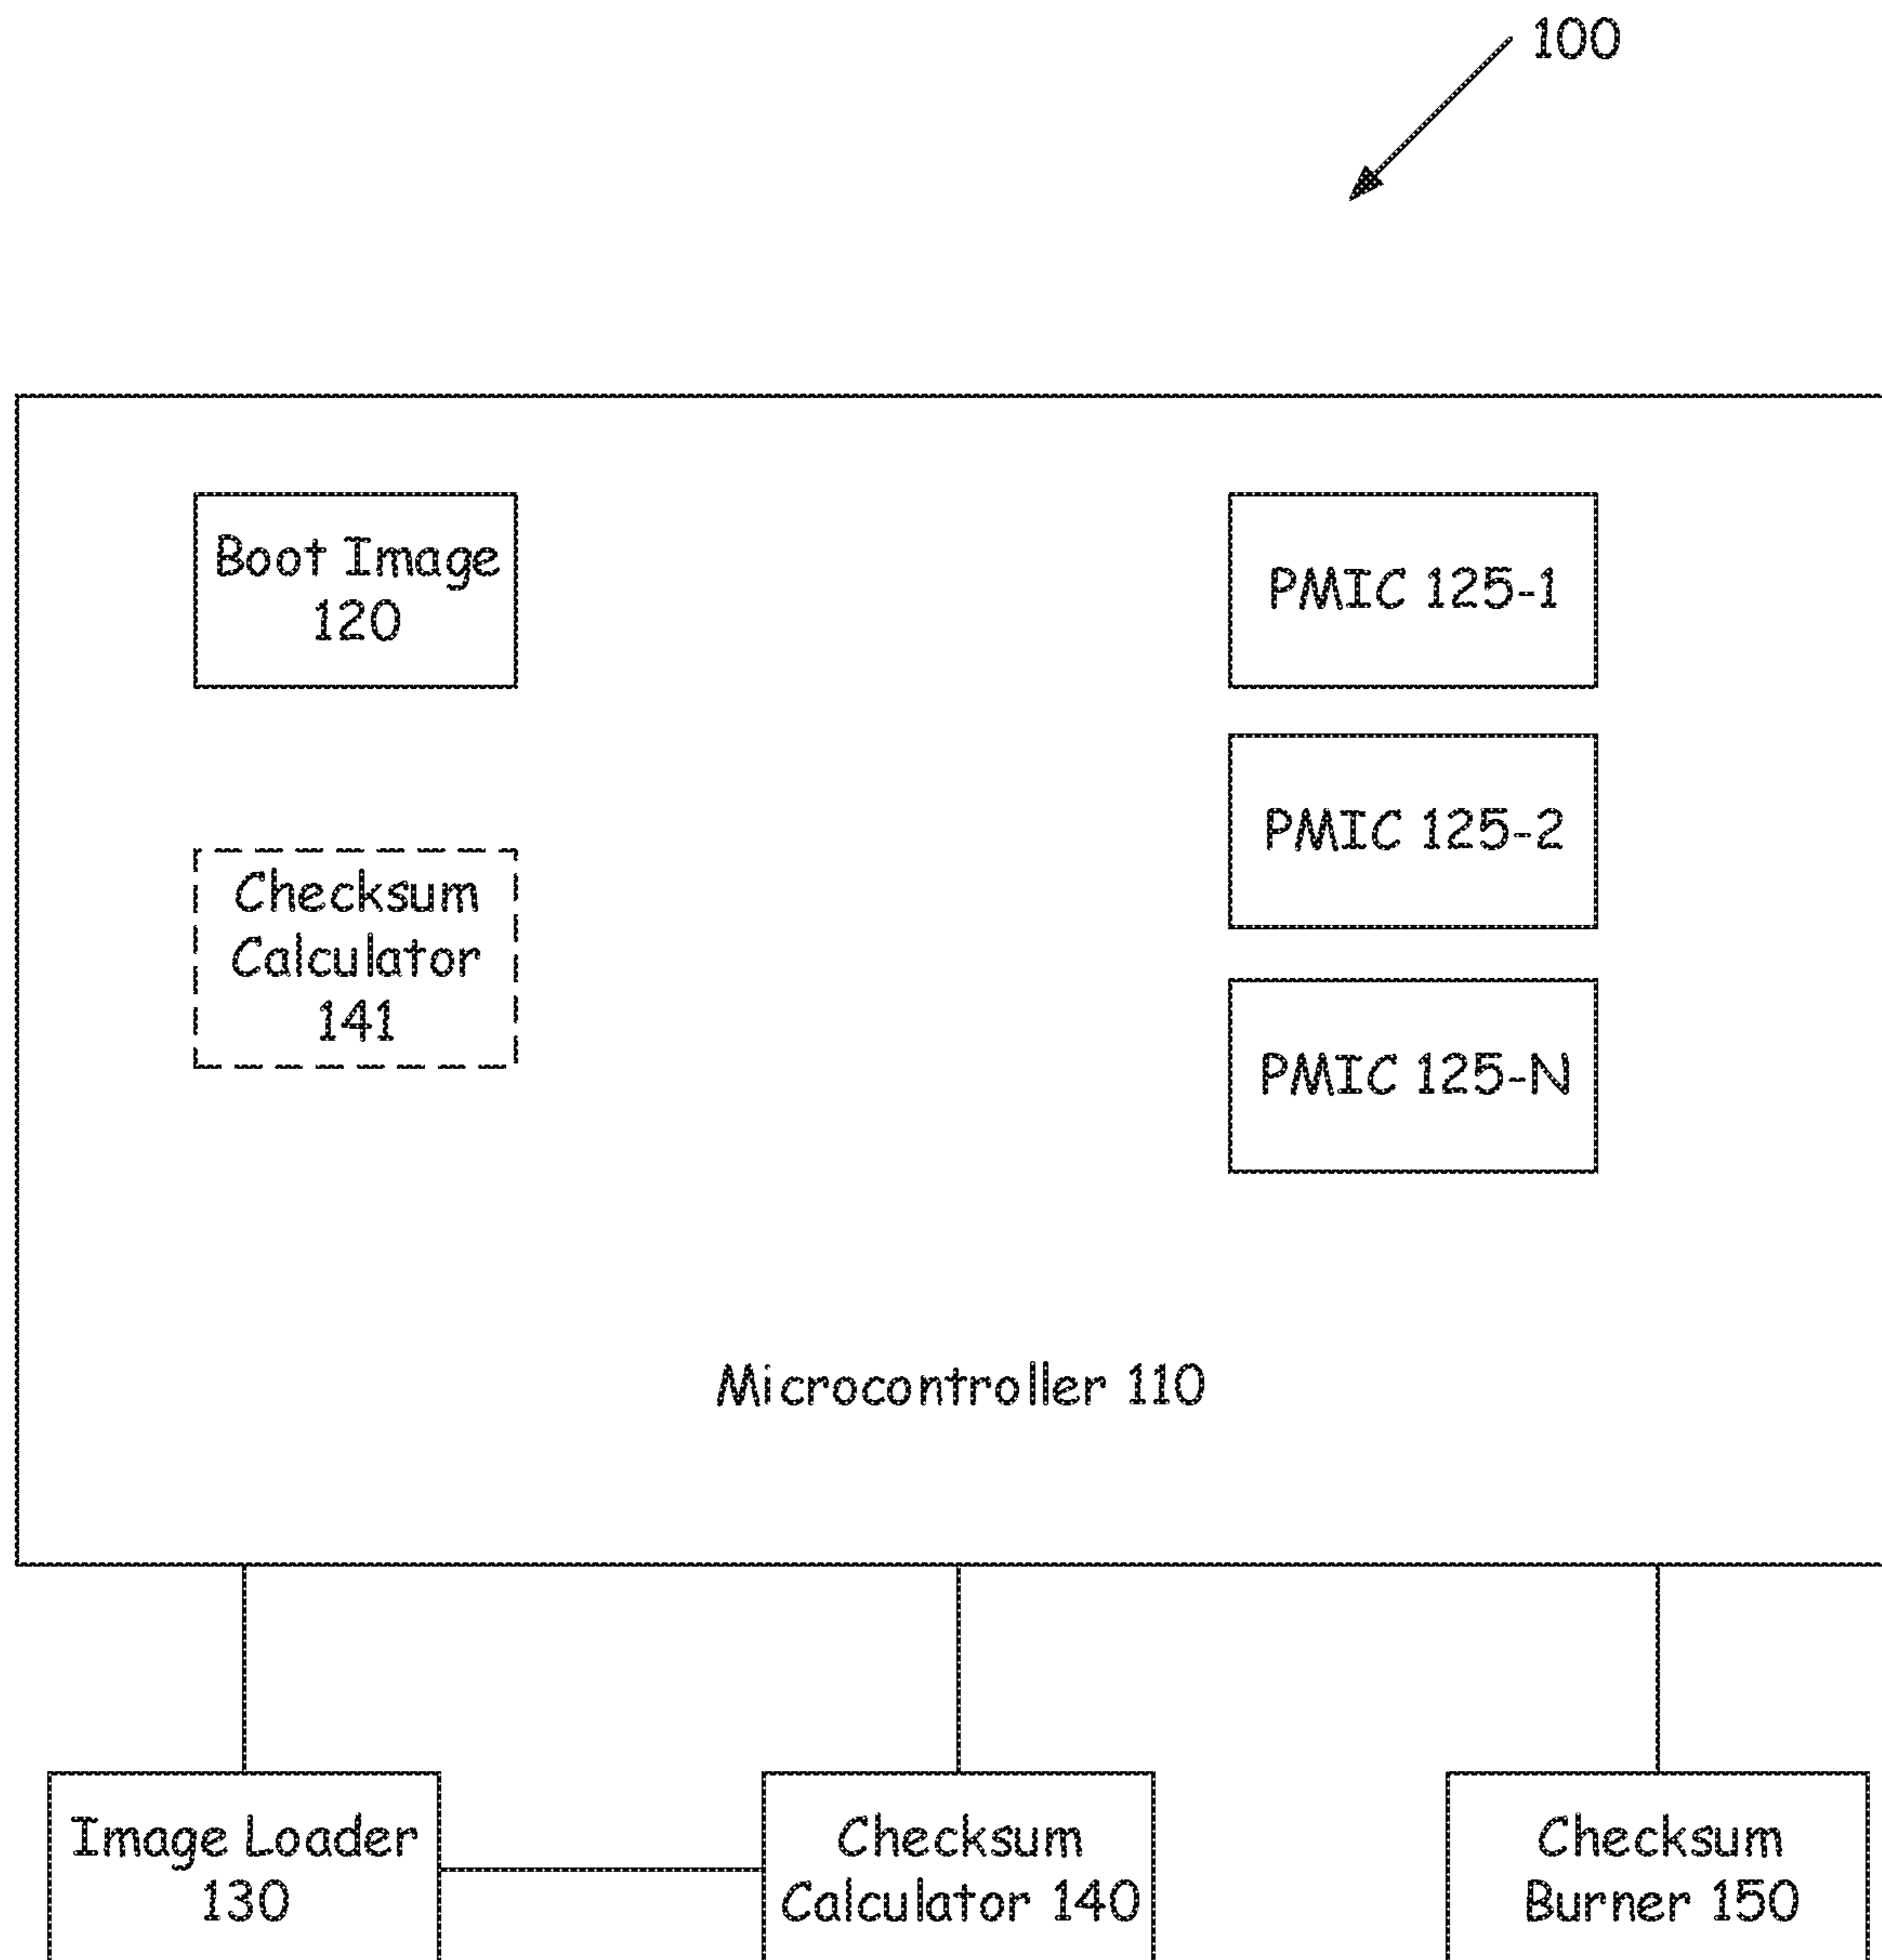 100
Boot Image
120
PMIC 125-1
PMIC 125-2
Checksum
Calculator
141
PMIC 125-N
Microcontroller 110
Image Loader
130
Checksum
Calculator 140
Checksum
Burner 150